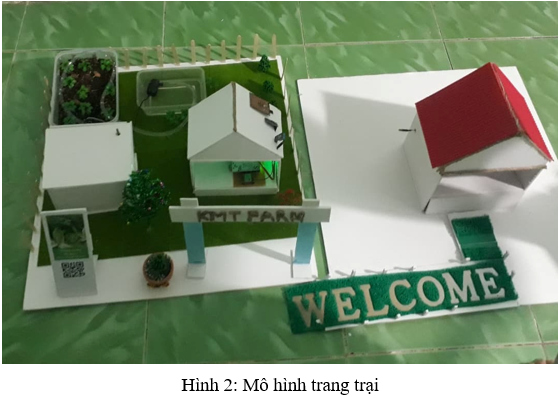 KMT FARM
WELCOME
Hình 2: Mô hình trang trại